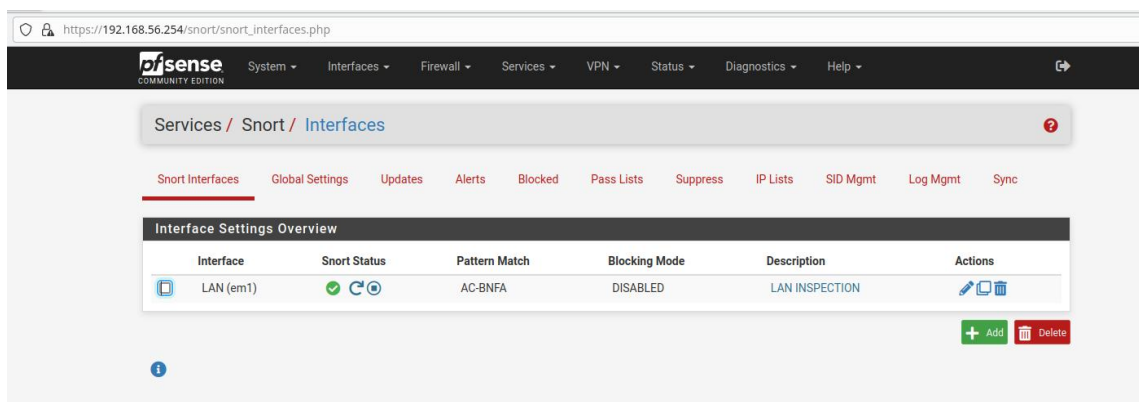 https://192.168.56.254/snort/snort_interfaces.php
pfsense COMMUNITY EDITION System Interfaces Firewall Services VPN Status Diagnostics Help
Services / Snort / Interfaces
Snort Interfaces Global Settings Updates Alerts Blocked Pass Lists Suppress IP Lists SID Mgmt Log Mgmt Sync
Interface Settings Overview
Interface Snort Status Pattern Match Blocking Mode Description Actions
LAN (em1) AC-BNFA DISABLED LAN INSPECTION
Add Delete